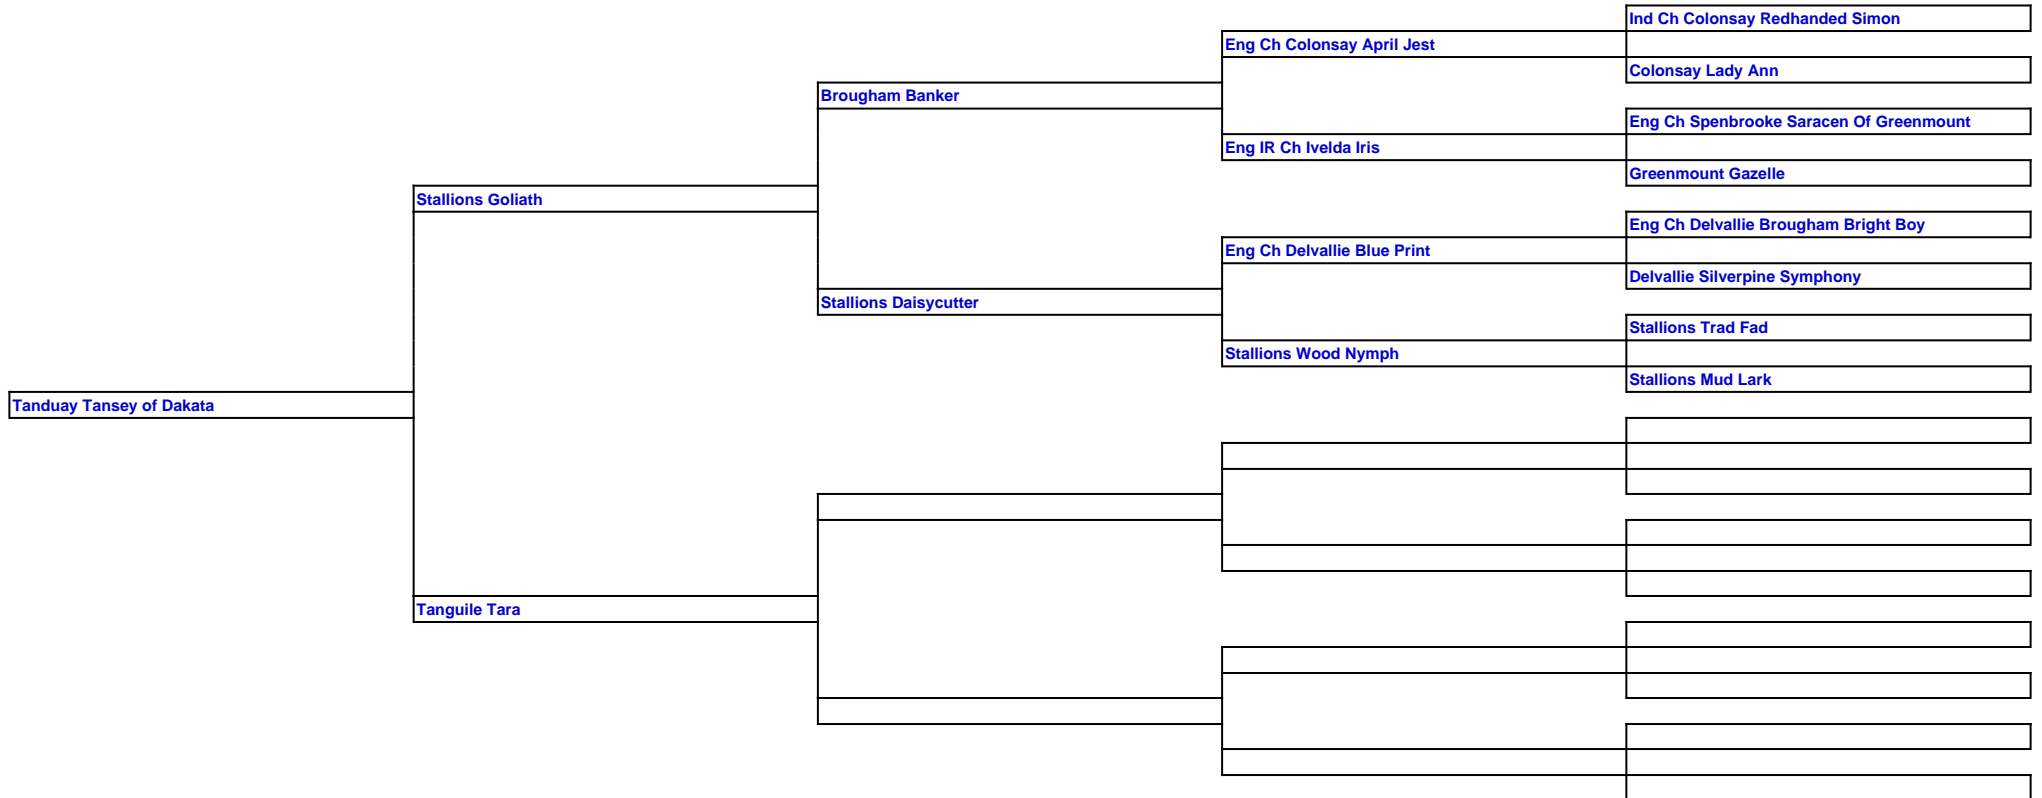 Ind Ch Colonsay Redhanded Simon
Eng Ch Colonsay April Jest
Colonsay Lady Ann
Brougham Banker
Eng Ch Spenbrooke Saracen Of Greenmount
Eng IR Ch Ivelda Iris
Greenmount Gazelle
Stallions Goliath
Eng Ch Delvallie Brougham Bright Boy
Eng Ch Delvallie Blue Print
Delvallie Silverpine Symphony
Stallions Daisycutter
Stallions Trad Fad
Stallions Wood Nymph
Stallions Mud Lark
Tanduay Tansey of Dakata
Tanguile Tara